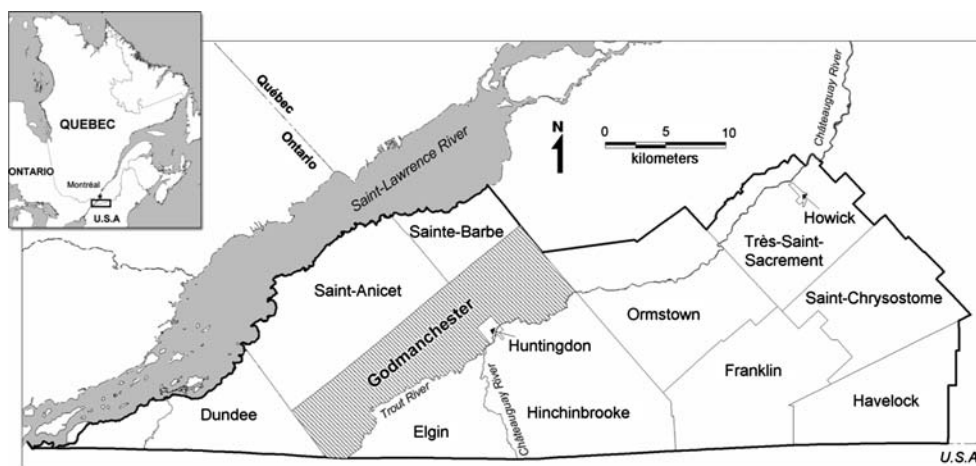 QUEBEC
ONTARIO
Montréal
U.S.A
Québec
Ontario
Saint-Lawrence River
N
0 5 10
kilometers
Châteauguay River
Howick
Sainte-Barbe
Très-Saint-
Sacrement
Saint-Anicet
Saint-Chrysostome
Godmanchester
Ormstown
Huntingdon
Franklin
Trout River
Havelock
Dundee
Elgin
Châteauguay River
Hinchinbrooke
U.S.A